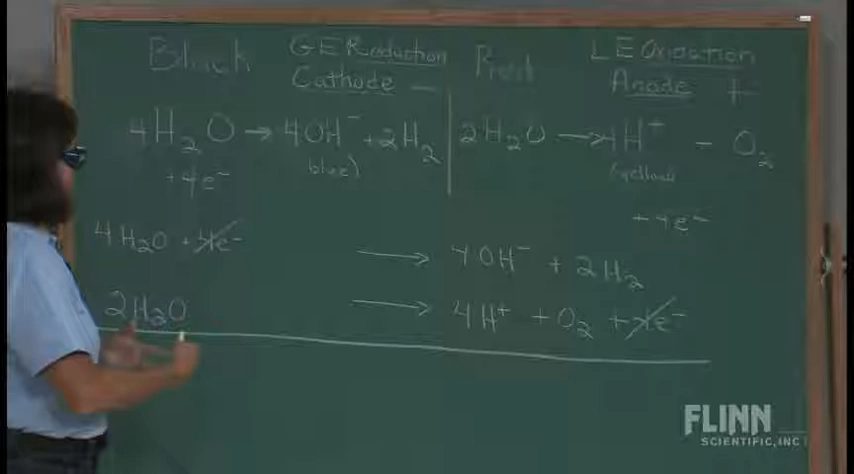 Black GE Reduction Red LE Oxidation
Cathode — Anode +
4H₂O → 4OH⁻ + 2H₂ 2H₂O → 4H⁺ – O₂
+4e⁻ blue) (yellow
+4e⁻
4H₂O + 4e⁻ → 4OH⁻ + 2H₂
2H₂O → 4H⁺ + O₂ + 4e⁻
FLINN
SCIENTIFIC, INC